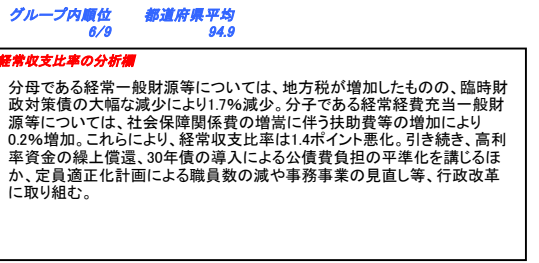 グループ内順位 都道府県平均
6/9 94.9
経常収支比率の分析欄
分母である経常一般財源等については、地方税が増加したものの、臨時財
政対策債の大幅な減少により1.7%減少。分子である経常経費充当一般財
源等については、社会保障関係費の増嵩に伴う扶助費等の増加により
0.2%増加。これらにより、経常収支比率は1.4ポイント悪化。引き続き、高利
率資金の繰上償還、30年債の導入による公債費負担の平準化を講じるほ
か、定員適正化計画による職員数の減や事務事業の見直し等、行政改革
に取り組む。